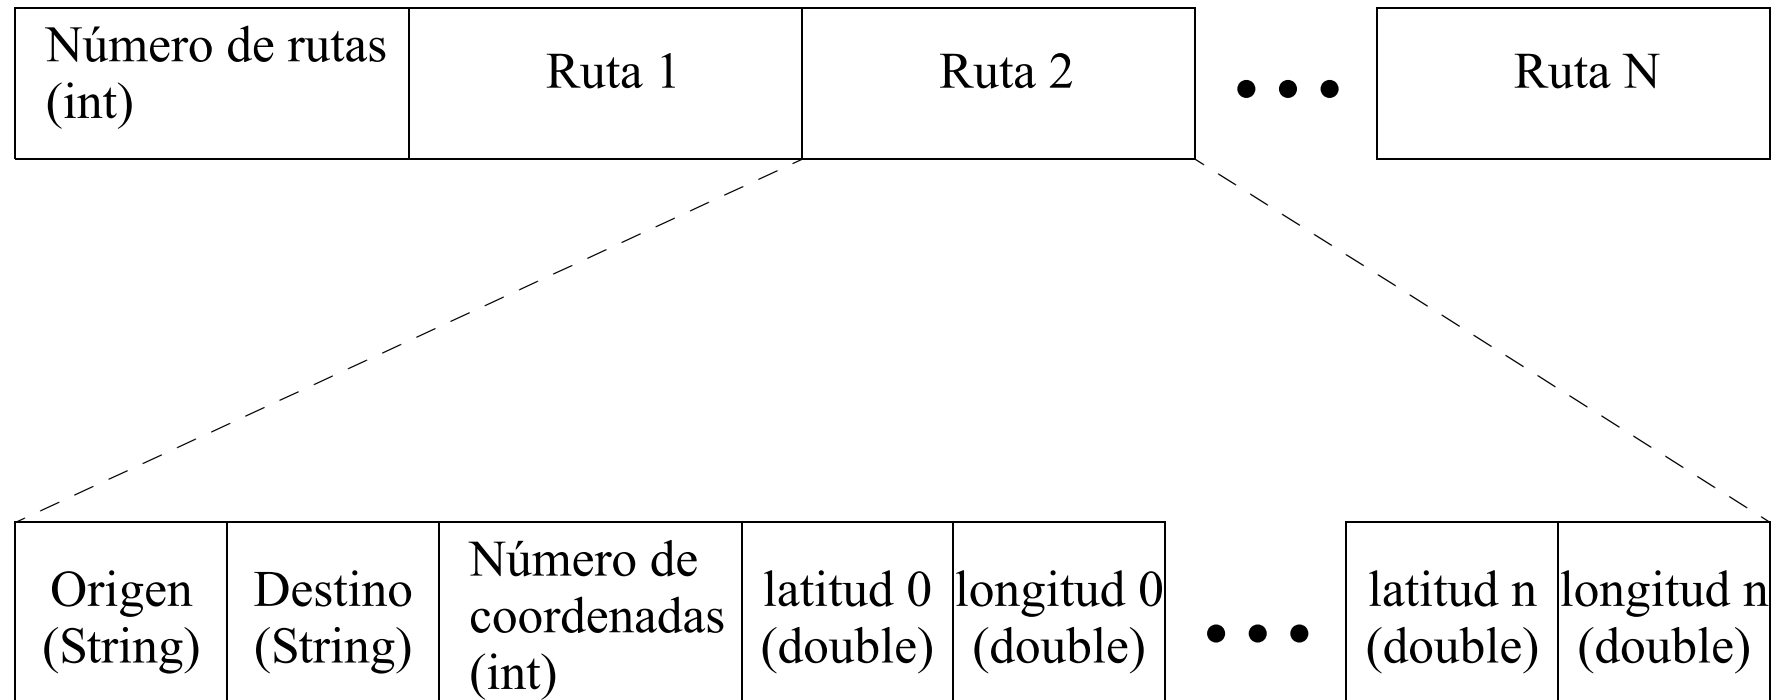 Número de rutas
(int)
Ruta 1
Ruta 2
Ruta N
Origen
(String)
Destino
(String)
Número de
coordenadas
(int)
latitud 0
(double)
longitud 0
(double)
latitud n
(double)
longitud n
(double)